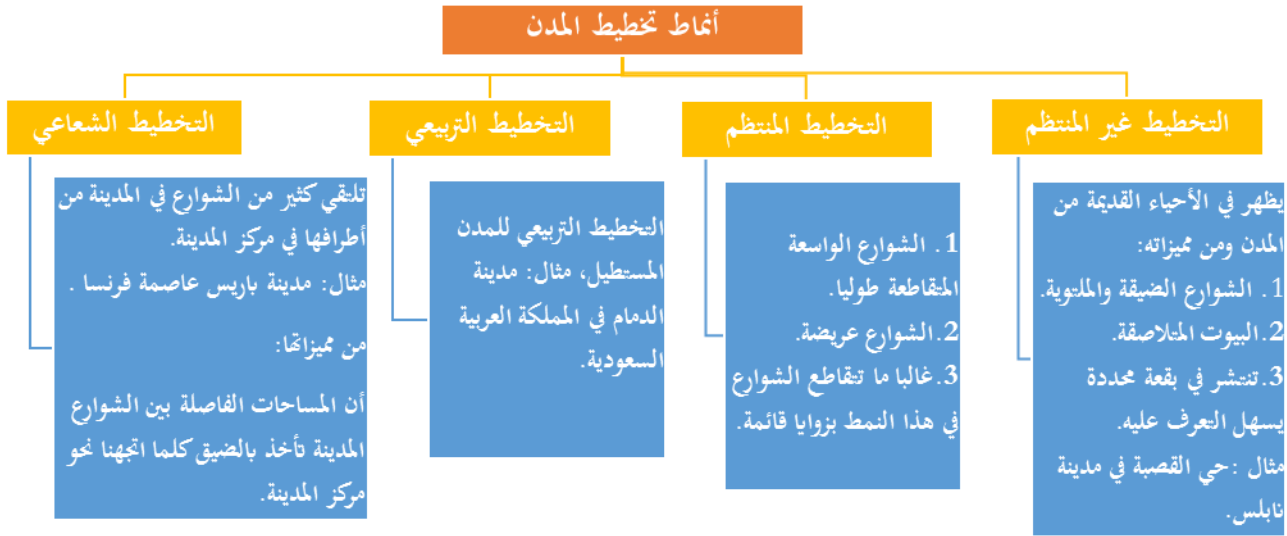 أنماط تخطيط المدن
التخطيط غير المنتظم
يظهر في الأحياء القديمة من
المدن ومن مميزاته:
1. الشوارع الضيقة والملتوية.
2.البيوت المتلاصقة.
3.تنتشر في بقعة محددة
يسهل التعرف عليه.
مثال :حي القصبة في مدينة
نابلس.
التخطيط المنتظم
1. الشوارع الواسعة
المتقاطعة طوليا.
2.الشوارع عريضة.
3.غالبا ما تتقاطع الشوارع
في هذا النمط بزوايا قائمة.
التخطيط التربيعي
التخطيط التربيعي للمدن
المستطيل، مثال: مدينة
الدمام في المملكة العربية
السعودية.
التخطيط الشعاعي
تلتقي كثير من الشوارع في المدينة من
أطرافها في مركز المدينة.
مثال: مدينة باريس عاصمة فرنسا .
من مميزاتها:
أن المساحات الفاصلة بين الشوارع
المدينة تأخذ بالضيق كلما اتجهنا نحو
مركز المدينة.